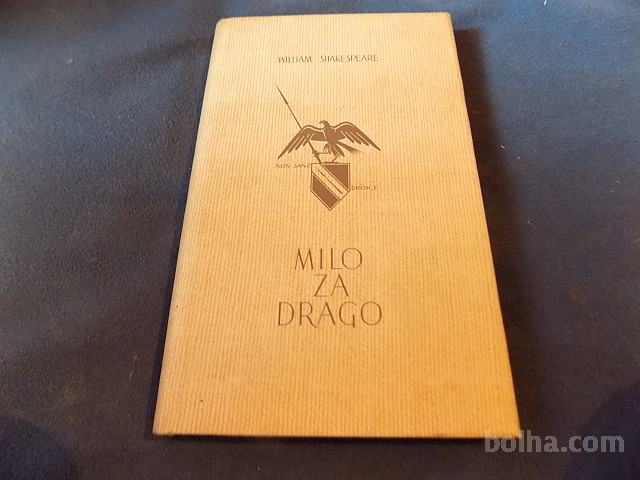 WILLIAM SHAKESPEARE
NON SANZ
DROICT
MILO
ZA
DRAGO
bolha.com